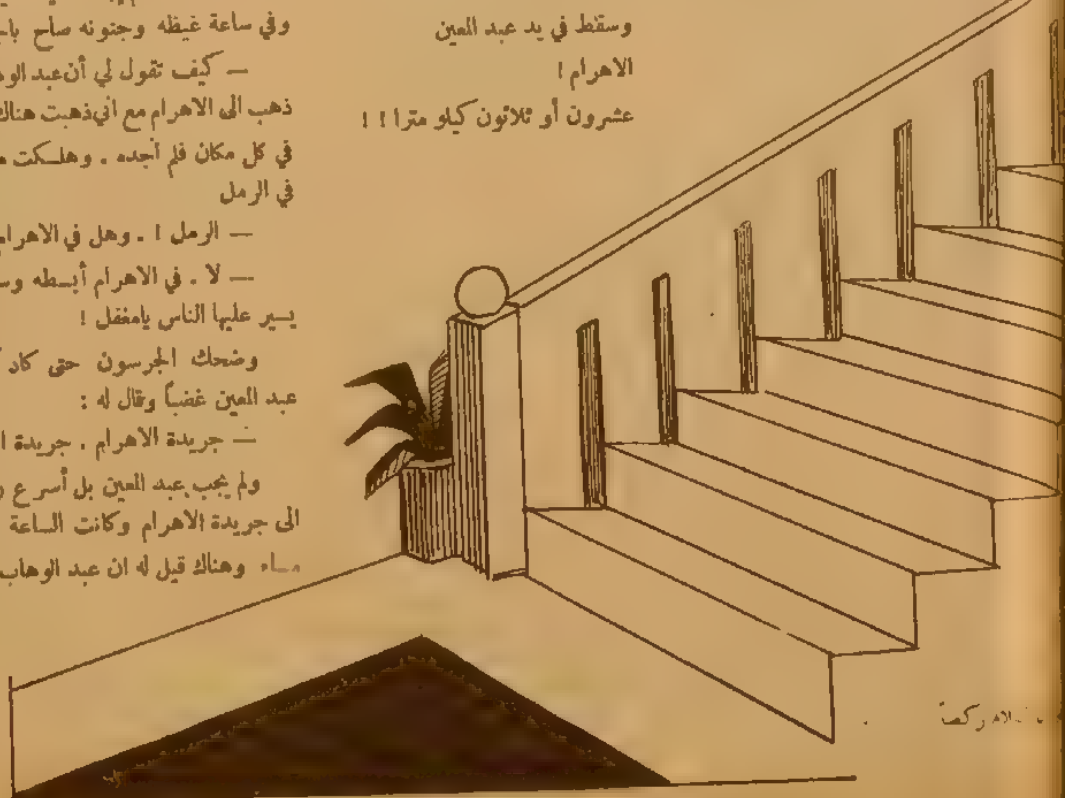 وسقط في يد عبد المعين
الاهرام !
عشرون أو ثلاثون كيلو مترا ! !
وفي ساعة غيظه وجنونه صاح
— كيف تقول لي أن عبد
ذهب الى الاهرام مع اني ذهبت هناك
في كل مكان فلم أجده . وهلكت
في الرمل
— الرمل ! . وهل في الاهرام
— لا . في الاهرام أبسطه
يسير عليها الناس يامغفل !
وضحك الجرسون حتى كاد
عبد المعين غضباً وقال له :
— جريدة الاهرام . جريدة
ولم يجب عبد المعين بل أسرع
الى جريدة الاهرام وكانت الساعة
مساء وهناك قيل له ان عبد الوهاب
ركضاً